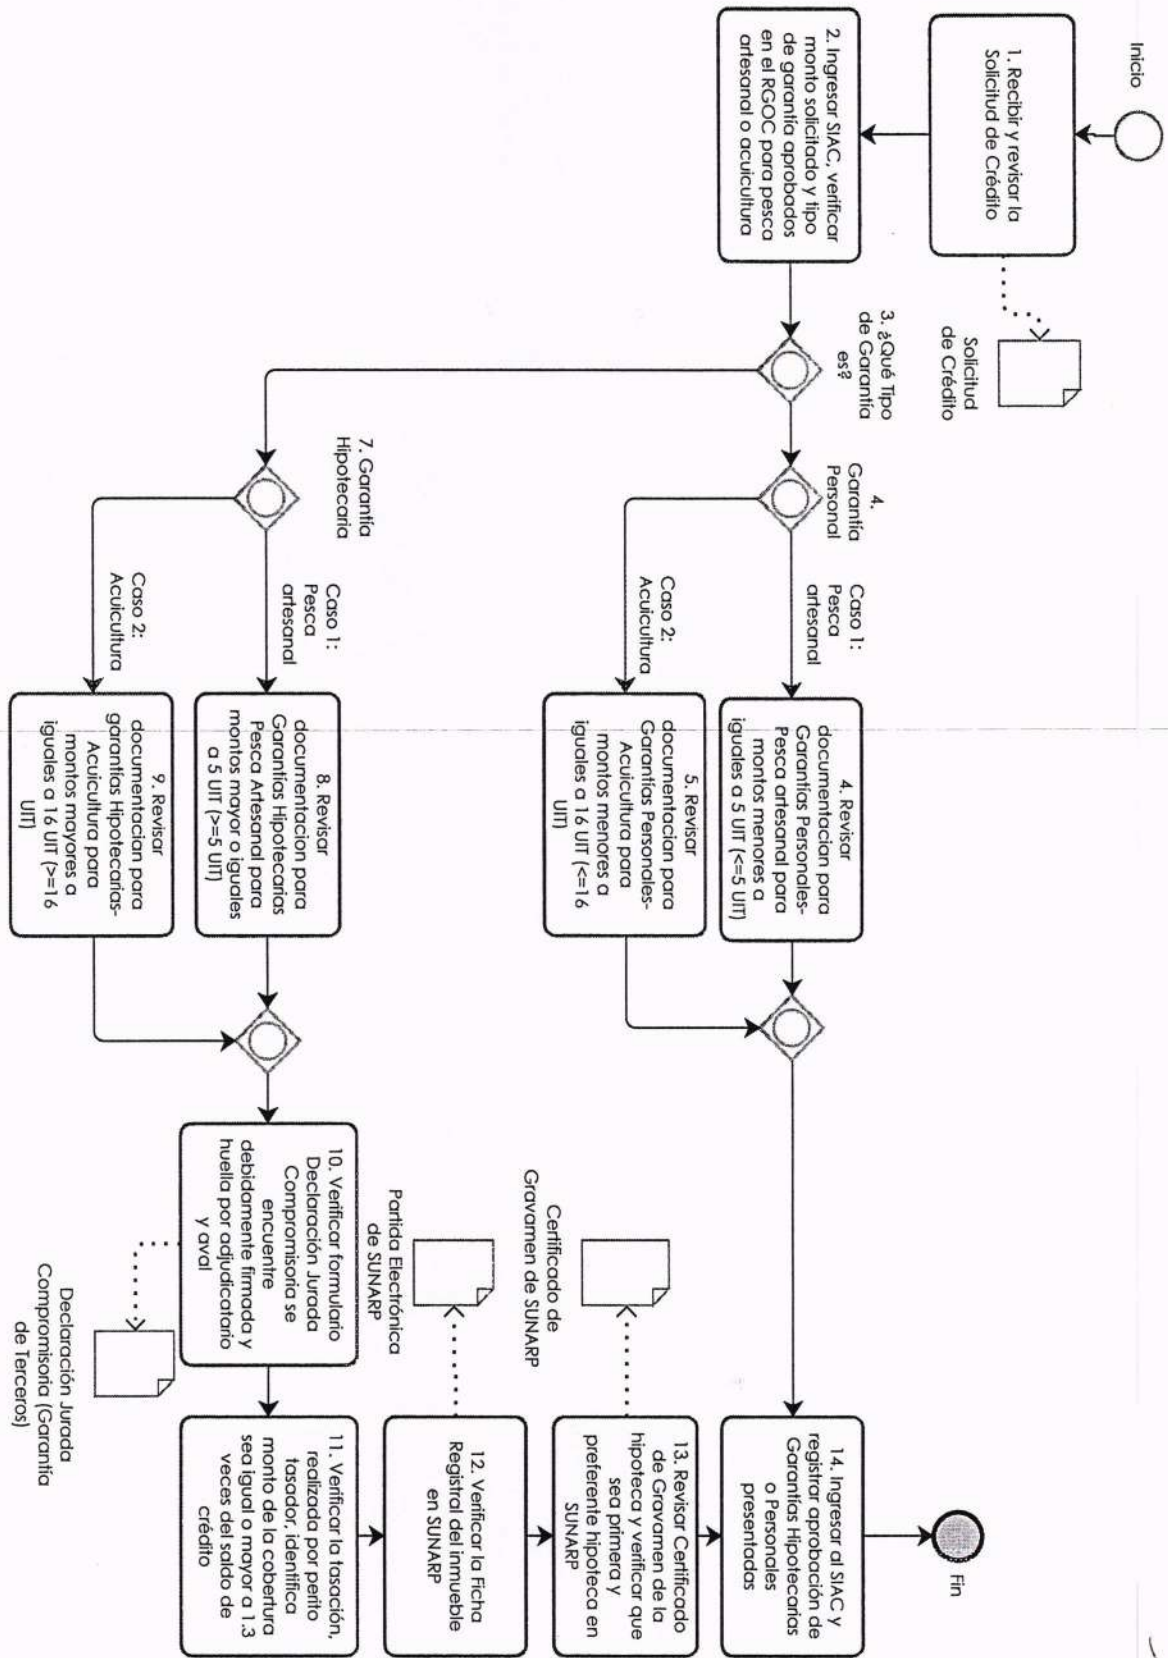 Inicio
1. Recibir y revisar la
Solicitud de Crédito
Solicitud
de Crédito
2. Ingresar SIAC, verificar
monto solicitado y tipo
de garantía aprobados
en el RGOC para pesca
artesanal o acuicultura
3. ¿Qué Tipo
de Garantía
es?
4.
Garantía
Personal
Caso 1:
Pesca
artesanal
4. Revisar
documentacian para
Garantías Personales-
Pesca artesanal para
montos menores a
iguales a 5 UIT (<=5 UIT)
Caso 2:
Acuicultura
5. Revisar
documentacian para
Garantías Personales-
Acuicultura para
montos menores a
iguales a 16 UIT (<=16
UIT)
7. Garantía
Hipotecaria
Caso 1:
Pesca
artesanal
8. Revisar
documentacion para
Garantías Hipotecarias
Pesca Artesanal para
montos mayor o iguales
a 5 UIT (>=5 UIT)
Caso 2:
Acuicultura
9. Revisar
documentacian para
garantías Hipotecarias-
Acuicultura para
montos mayores a
iguales a 16 UIT (>=16
UIT)
10. Verificar formulario
Declaración Jurada
Compromisoria se
encuentre
debidamente firmada y
huella por adjudicatario
y aval
Declaración Jurada
Compromisoria (Garantía
de Terceros)
11. Verificar la tasación,
realizada por perito
tasador, identifica
monto de la cobertura
sea igual o mayor a 1.3
veces del salado de
crédito
12. Verificar la Ficha
Registral del inmueble
en SUNARP
Partida Electrónica
de SUNARP
13. Revisar Certificado
de Gravamen de la
hipoteca y verificar que
sea primera y
preferente hipoteca en
SUNARP
Certificado de
Gravamen de SUNARP
14. Ingresar al SIAC y
registrar aprobación de
Garantías Hipotecarias
o Personales
presentadas
Fin